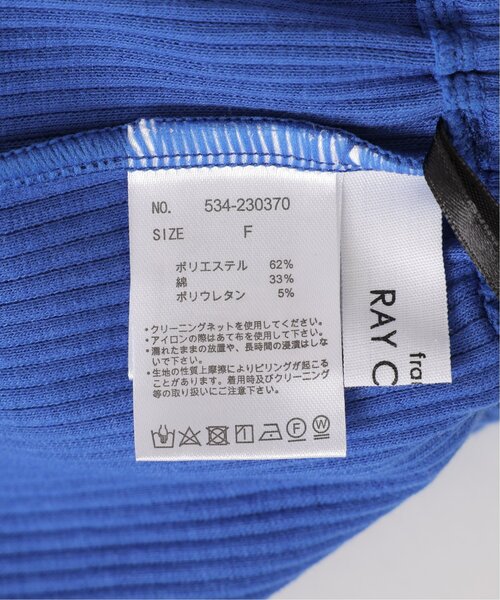 NO. 534-230370
SIZE F
ポリエステル 62%
綿 33%
ポリウレタン 5%
・クリーニングネットを使用してください。
・アイロンの際はあて布を使用して下さい。
・濡れたままの放置や、長時間の浸漬はしな
いで下さい。
・生地の性質上摩擦によりピリングが起こる
ことがあります。着用時及びクリーニング
等の取り扱いにご注意下さい。
F W
fra
RAY C